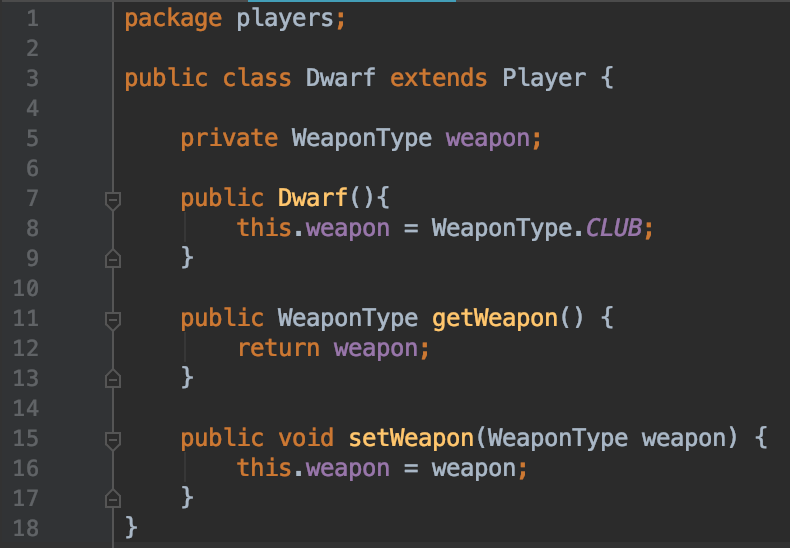 1 package players;
2
3 public class Dwarf extends Player {
4
5     private WeaponType weapon;
6
7     public Dwarf(){
8         this.weapon = WeaponType.CLUB;
9     }
10
11     public WeaponType getWeapon() {
12         return weapon;
13     }
14
15     public void setWeapon(WeaponType weapon) {
16         this.weapon = weapon;
17     }
18 }